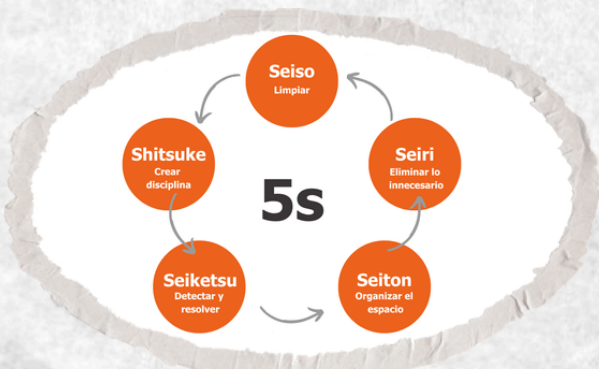 Seiso
Limpiar
Shitsuke
Crear
disciplina
Seiri
Eliminar lo
innecesario
5s
Seiketsu
Detectar y
resolver
Seiton
Organizar el
espacio